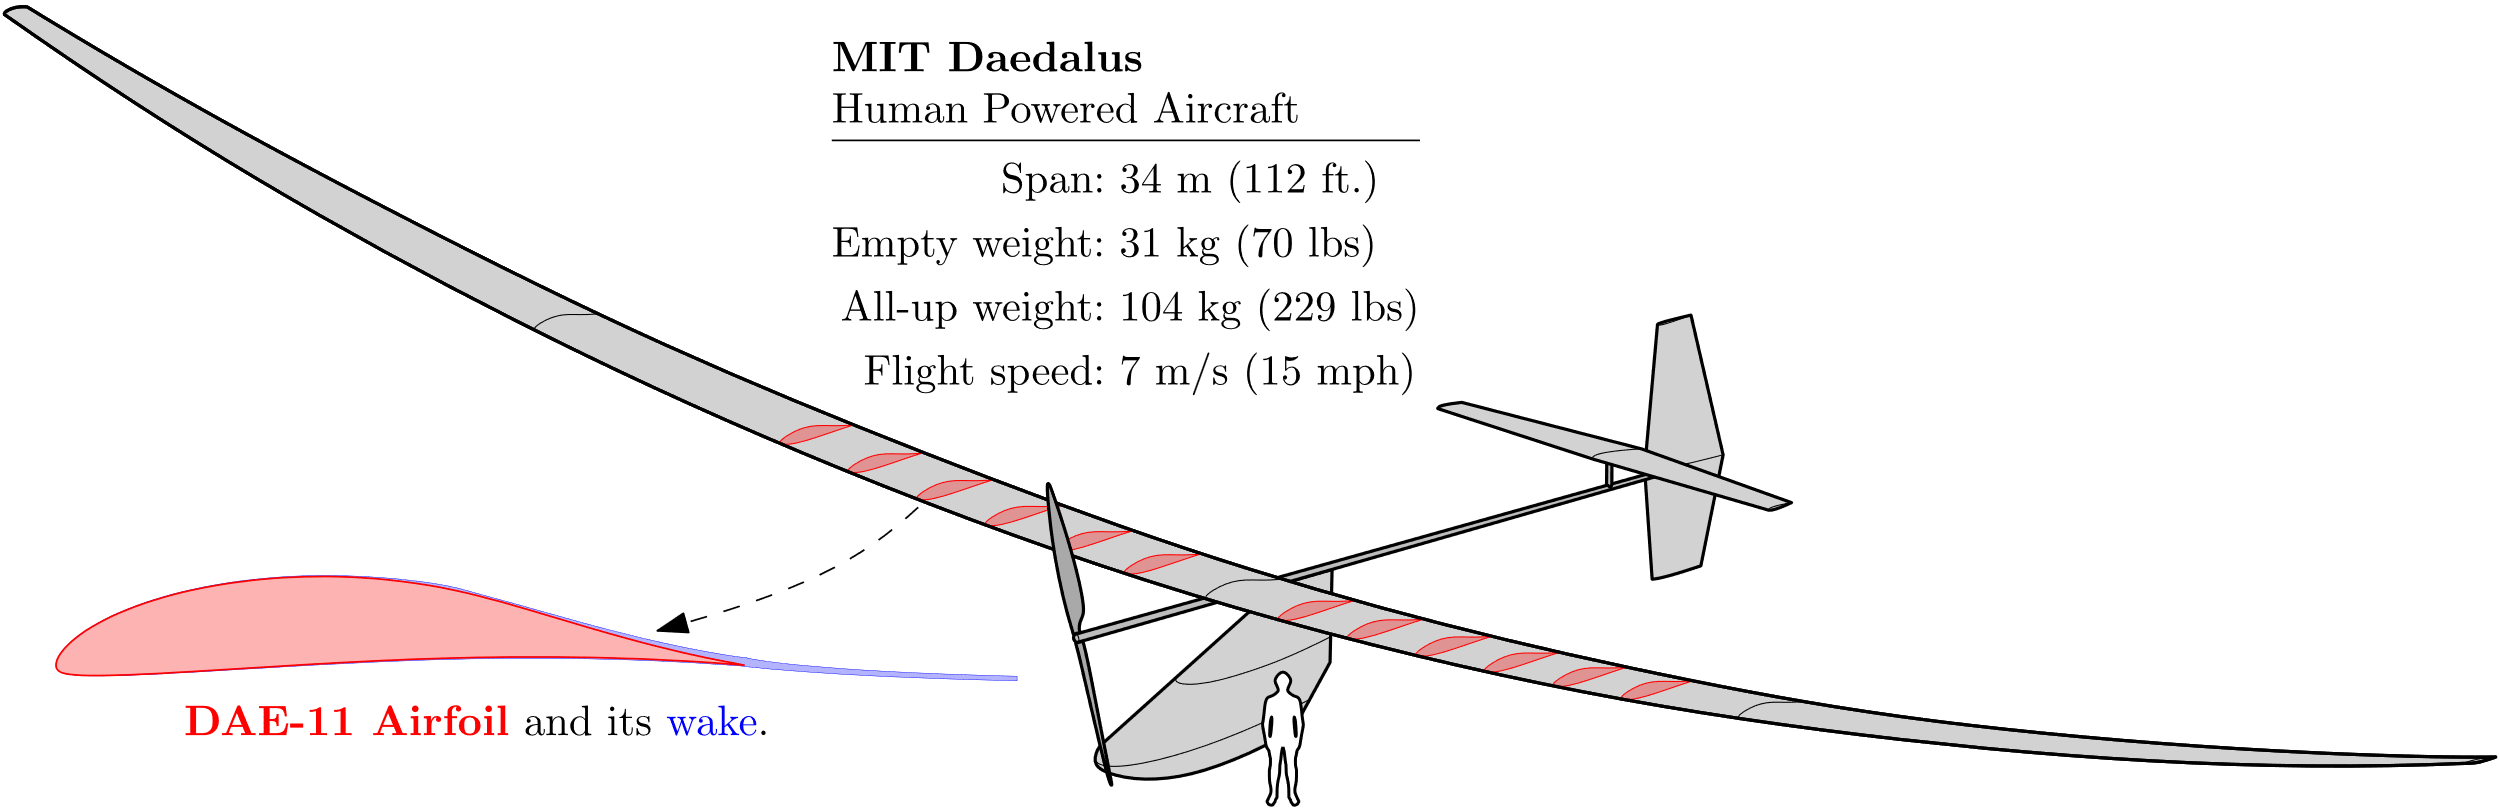 MIT Daedalus
Human Powered Aircraft
Span: 34 m (112 ft.)
Empty weight: 31 kg (70 lbs)
All-up weight: 104 kg (229 lbs)
Flight speed: 7 m/s (15 mph)
DAE-11 Airfoil and its wake.